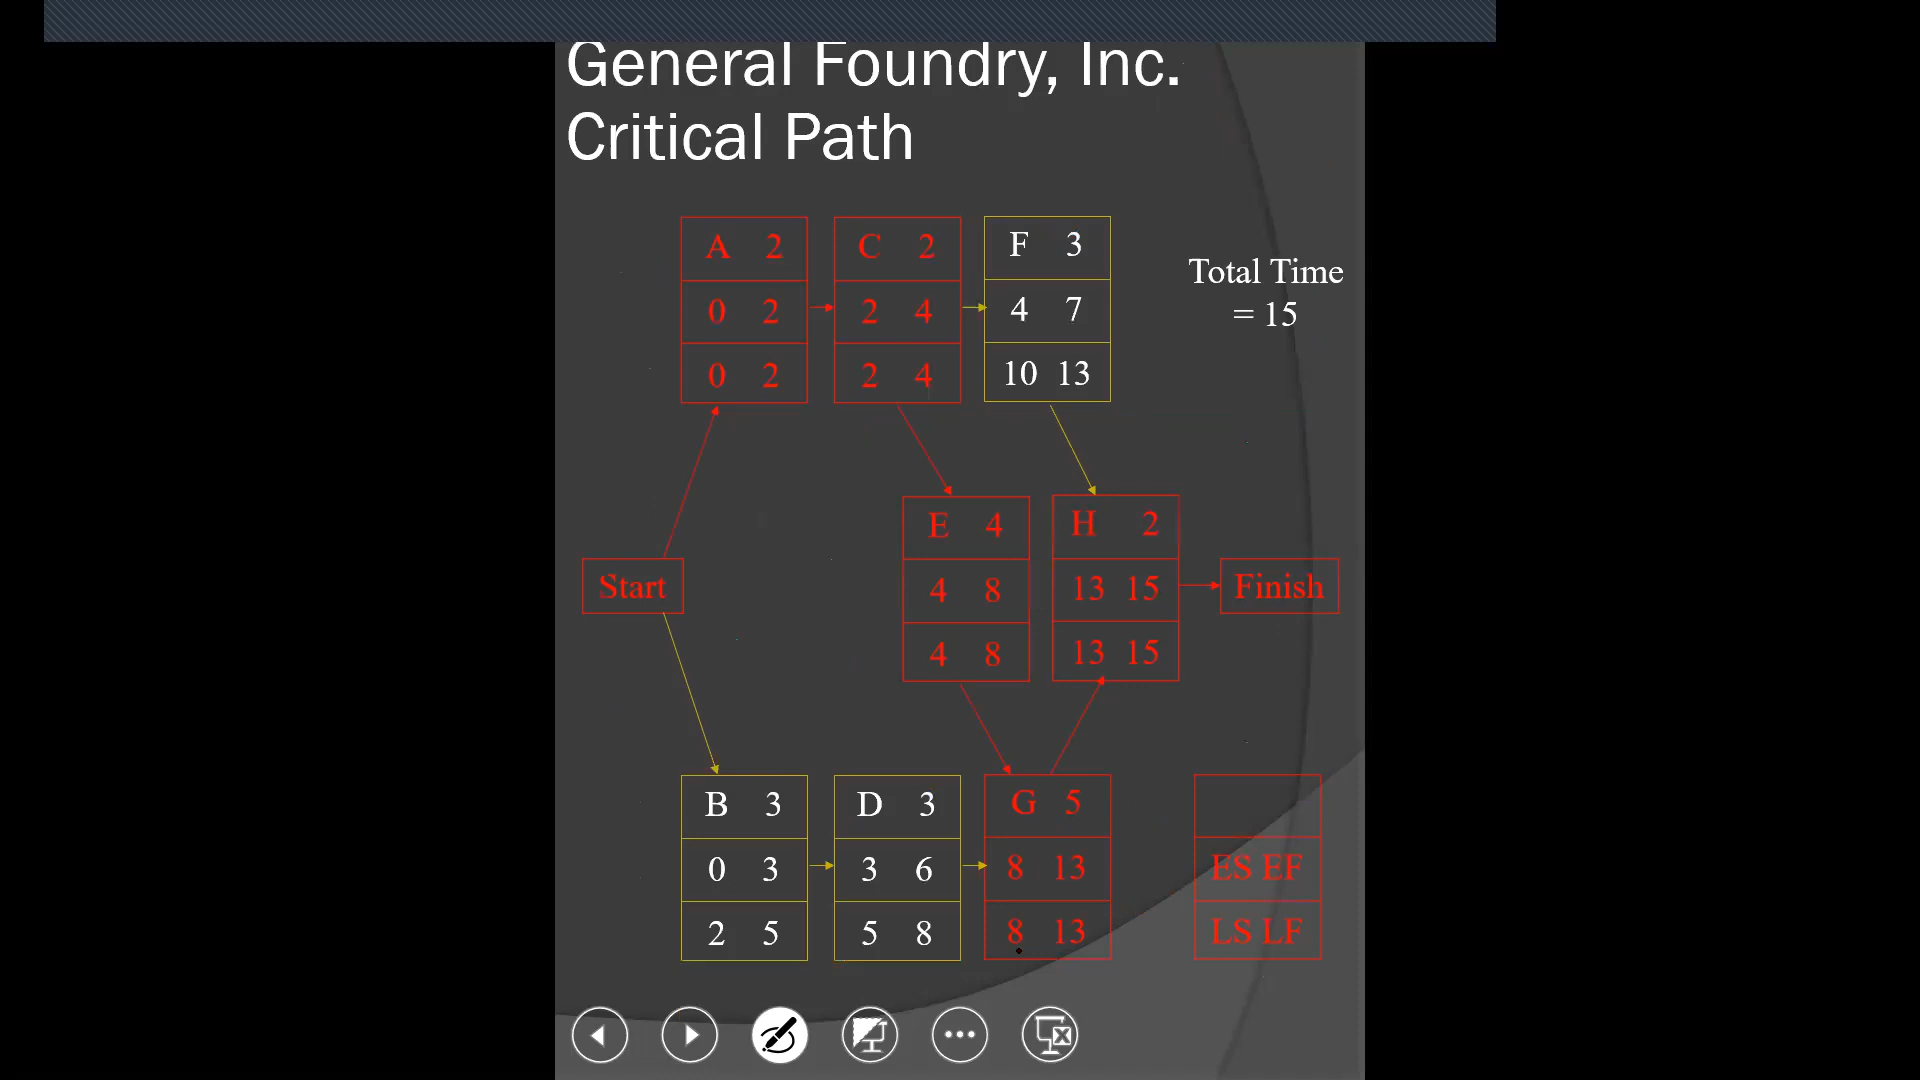 General Foundry, Inc.
Critical Path
A 2
0 2
0 2
C 2
2 4
2 4
F 3
4 7
10 13
Total Time
= 15
Start
E 4
4 8
4 8
H 2
13 15
13 15
Finish
B 3
0 3
2 5
D 3
3 6
5 8
G 5
8 13
8 13
ES EF
LS LF